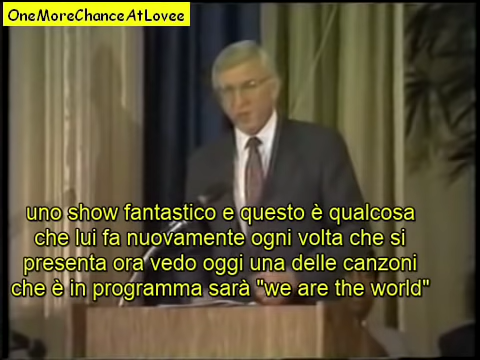 OneMoreChanceAtLovee
uno show fantastico e questo è qualcosa
che lui fa nuovamente ogni volta che si
presenta ora vedo oggi una delle canzoni
che è in programma sarà "we are the world"